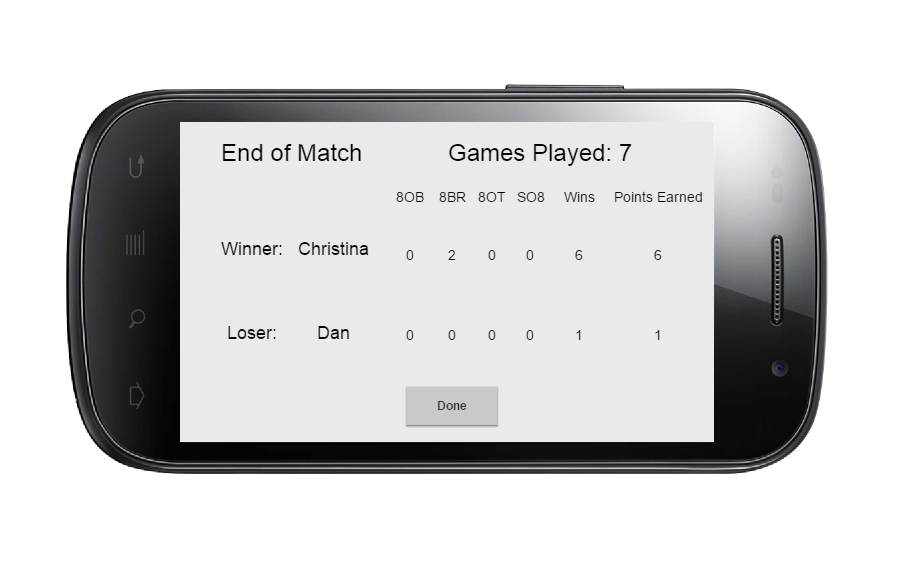 End of Match Games Played: 7
8OB 8BR 8OT SO8 Wins Points Earned
Winner: Christina 0 2 0 0 6 6
Loser: Dan 0 0 0 0 1 1
Done